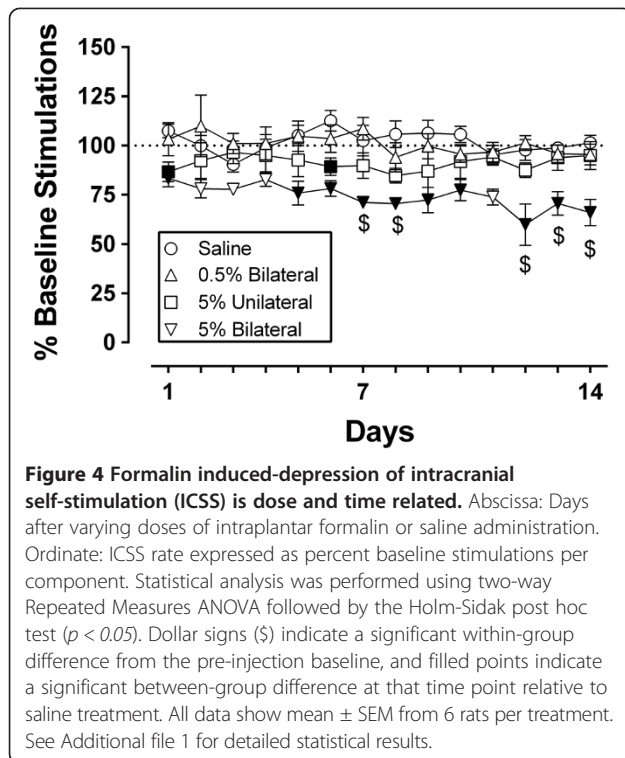 % Baseline Stimulations
150
125
100
75
50
25
0
$ $ $ $ $
Saline
0.5% Bilateral
5% Unilateral
5% Bilateral
1 7 14
Days
Figure 4 Formalin induced-depression of intracranial
self-stimulation (ICSS) is dose and time related. Abscissa: Days
after varying doses of intraplantar formalin or saline administration.
Ordinate: ICSS rate expressed as percent baseline stimulations per
component. Statistical analysis was performed using two-way
Repeated Measures ANOVA followed by the Holm-Sidak post hoc
test (p < 0.05). Dollar signs ($) indicate a significant within-group
difference from the pre-injection baseline, and filled points indicate
a significant between-group difference at that time point relative to
saline treatment. All data show mean ± SEM from 6 rats per treatment.
See Additional file 1 for detailed statistical results.